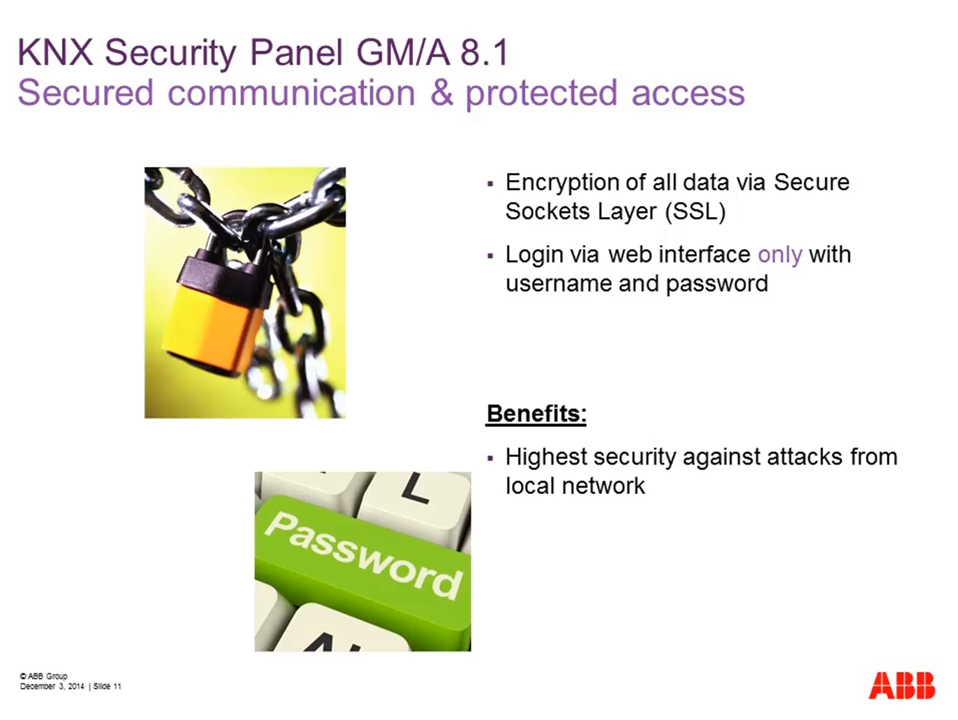 KNX Security Panel GM/A 8.1
Secured communication & protected access
▪ Encryption of all data via Secure
Sockets Layer (SSL)
▪ Login via web interface only with
username and password
Benefits:
▪ Highest security against attacks from
local network
L
Password
© ABB Group
December 3, 2014 | Slide 11
ABB